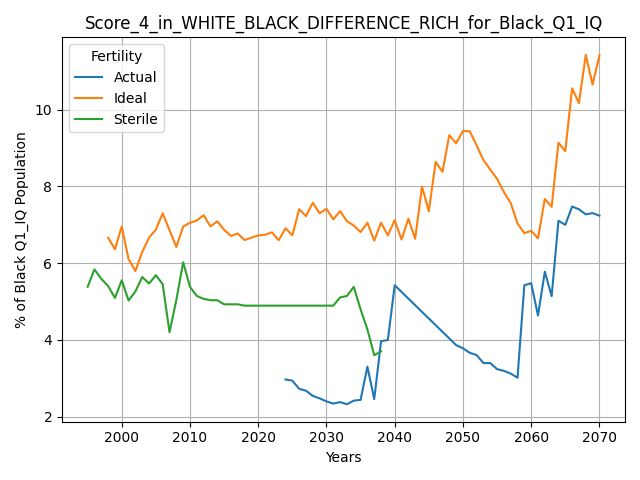 Score_4_in_WHITE_BLACK_DIFFERENCE_RICH_for_Black_Q1_IQ
Fertility
Actual
Ideal
Sterile
% of Black Q1_IQ Population
10
8
6
4
2
2000 2010 2020 2030 2040 2050 2060 2070
Years